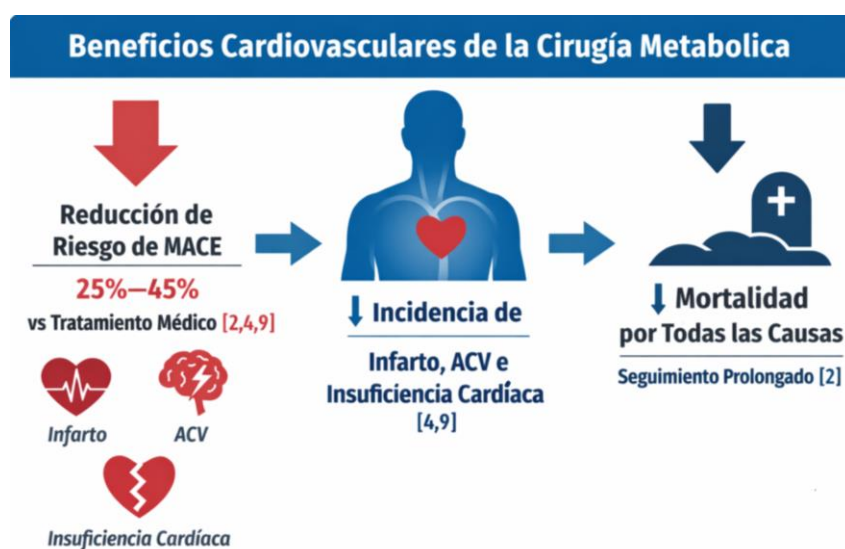 Beneficios Cardiovasculares de la Cirugía Metabolica
Reducción de
Riesgo de MACE
25%—45%
vs Tratamiento Médico [2,4,9]
Infarto
ACV
Insuficiencia Cardíaca
Incidencia de
Infarto, ACV e
Insuficiencia Cardíaca
[4,9]
Mortalidad
por Todas las Causas
Seguimiento Prolongado [2]